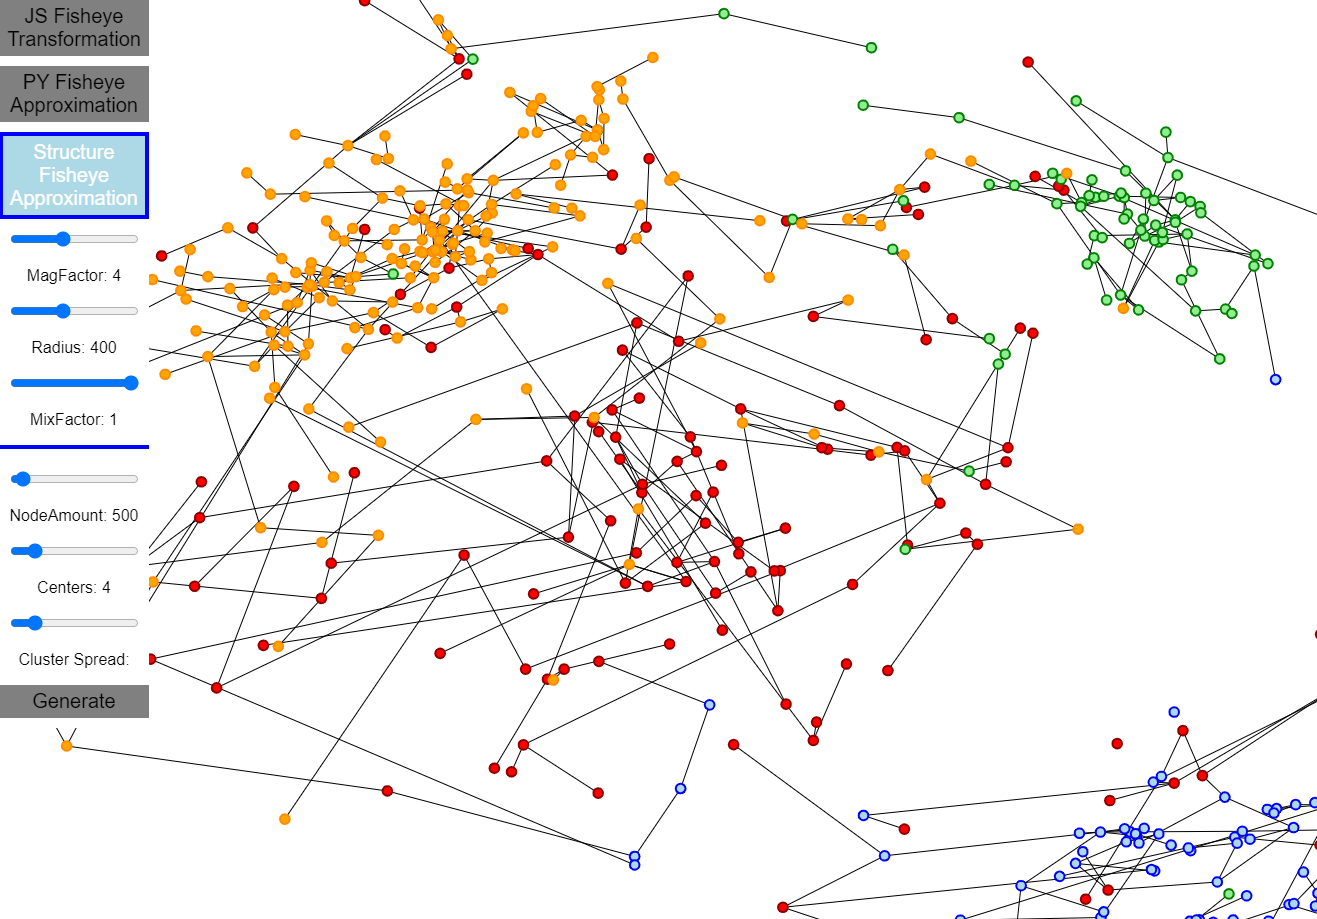 JS Fisheye
Transformation
PY Fisheye
Approximation
Structure
Fisheye
Approximation
MagFactor: 4
Radius: 400
MixFactor: 1
NodeAmount: 500
Centers: 4
Cluster Spread:
Generate